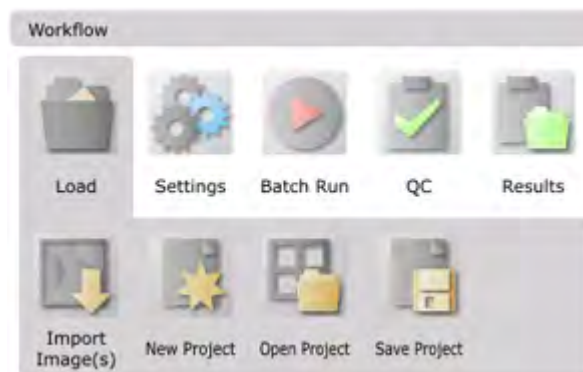 Workflow
Load Settings Batch Run QC Results
Import
Image(s) New Project Open Project Save Project